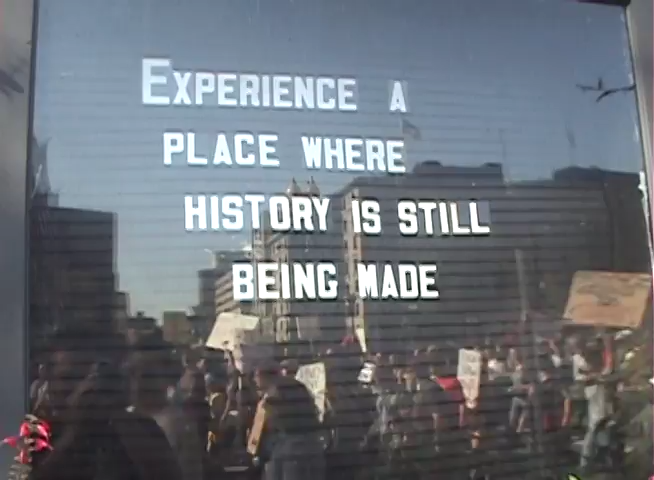 EXPERIENCE A
PLACE WHERE
HISTORY IS STILL
BEING MADE